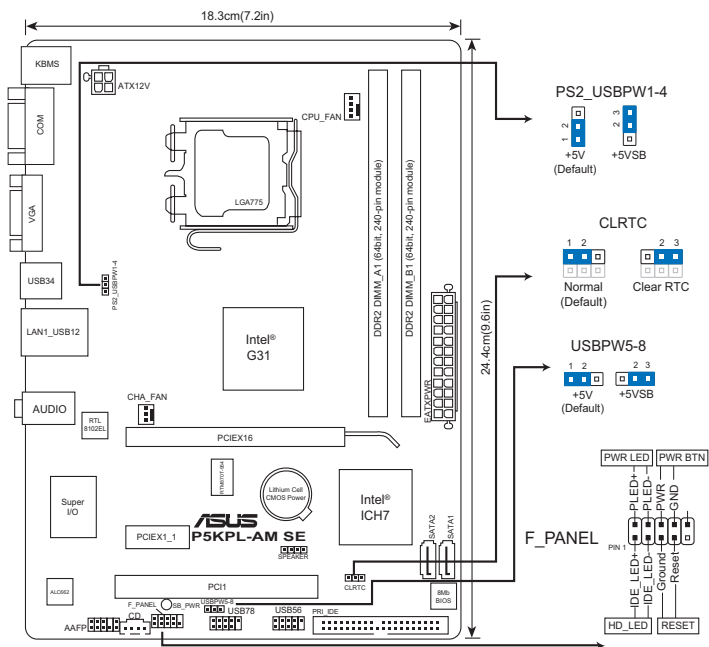 18.3cm(7.2in)
KBMS
ATX12V
COM
CPU_FAN
PS2_USBPW1-4
1 2
2 3
+5V
(Default)
+5VSB
LGA775
VGA
DDR2 DIMM_A1 (64bit, 240-pin module)
DDR2 DIMM_B1 (64bit, 240-pin module)
24.4cm(9.6in)
CLRTC
1 2
2 3
Normal
(Default)
Clear RTC
USB34
PS2_USBPW1-4
LAN1_USB12
Intel®
G31
EATXPWR
USBPW5-8
1 2
2 3
+5V
(Default)
+5VSB
CHA_FAN
AUDIO
RTL
8102EL
PCIEX16
PWR LED
PWR BTN
PLED+
PLED-
PWR
GND
F_PANEL
PIN 1
IDE_LED+
IDE_LED-
Ground
Reset
HD_LED
RESET
Lithium Cell
CMOS Power
Super
I/O
Intel®
ICH7
ASUS
P5KPL-AM SE
PCIEX1_1
SPEAKER
SATA2
SATA1
ALC662
PCI1
CLRTC
8Mb
BIOS
F_PANEL
SB_PWR
USBPW5-8
AAFP
CD
USB78
USB56
PRI_IDE